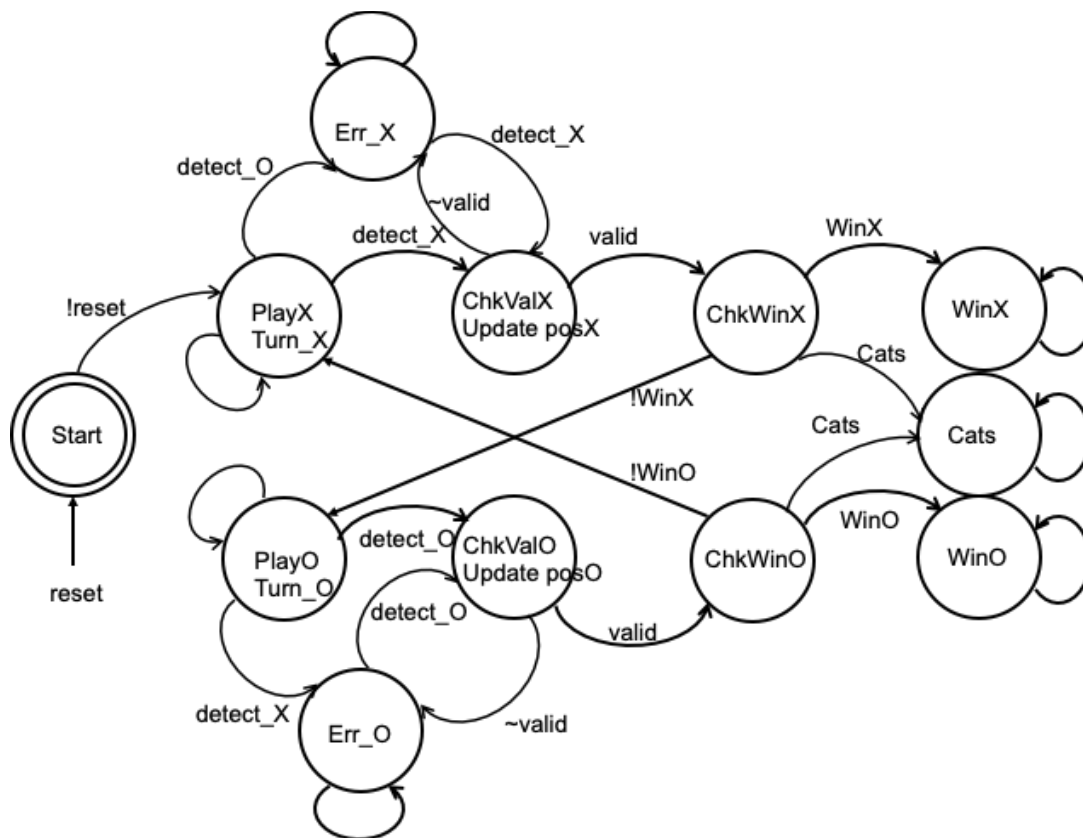 Err_X
detect_X
detect_O
~valid
detect_X
valid
WinX
!reset
PlayX
Turn_X
ChkValX
Update posX
ChkWinX
WinX
Cats
!WinX
Start
Cats
Cats
!WinO
reset
PlayO
Turn_O
detect_O
ChkValO
Update posO
ChkWinO
WinO
WinO
detect_O
valid
detect_X
~valid
Err_O